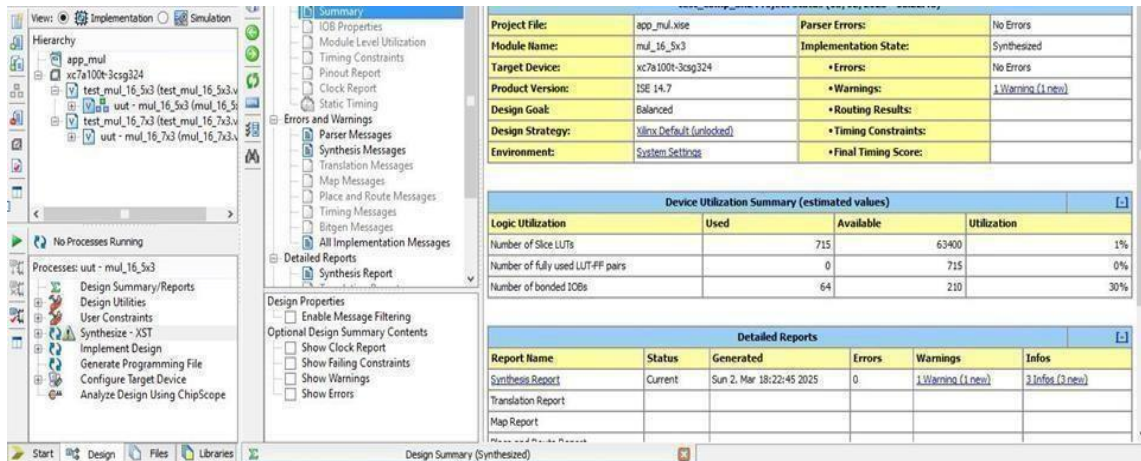 View: Implementation Simulation
Hierarchy
app_mul
xc7a100t-3csg324
test_mul_16_5x3 (test_mul_16_5x3.v
uut - mul_16_5x3 (mul_16_5
test_mul_16_7x3 (test_mul_16_7x3.v
uut - mul_16_7x3 (mul_16_7x3.v
No Processes Running
Processes: uut - mul_16_5x3
Design Summary/Reports
Design Utilities
User Constraints
Synthesize - XST
Implement Design
Generate Programming File
Configure Target Device
Analyze Design Using ChipScope
Start Design Files Libraries
Summary
IOB Properties
Module Level Utilization
Timing Constraints
Pinout Report
Clock Report
Static Timing
Errors and Warnings
Parser Messages
Synthesis Messages
Translation Messages
Map Messages
Place and Route Messages
Timing Messages
Bitgen Messages
All Implementation Messages
Detailed Reports
Synthesis Report
Design Properties
Enable Message Filtering
Optional Design Summary Contents
Show Clock Report
Show Failing Constraints
Show Warnings
Show Errors
Design Summary (Synthesized)
Project File: app_mul.xise Parser Errors: No Errors
Module Name: mul_16_5x3 Implementation State: Synthesized
Target Device: xc7a100t-3csg324 •Errors: No Errors
Product Version: ISE 14.7 •Warnings: 1 Warning (1 new)
Design Goal: Balanced •Routing Results:
Design Strategy: Xilinx Default (unlocked) •Timing Constraints:
Environment: System Settings •Final Timing Score:
Device Utilization Summary (estimated values) [-]
Logic Utilization Used Available Utilization
Number of Slice LUTs 715 63400 1%
Number of fully used LUT-FF pairs 0 715 0%
Number of bonded IOBs 64 210 30%
Detailed Reports [-]
Report Name Status Generated Errors Warnings Infos
Synthesis Report Current Sun 2. Mar 18:22:45 2025 0 1 Warning (1 new) 3 Infos (3 new)
Translation Report
Map Report